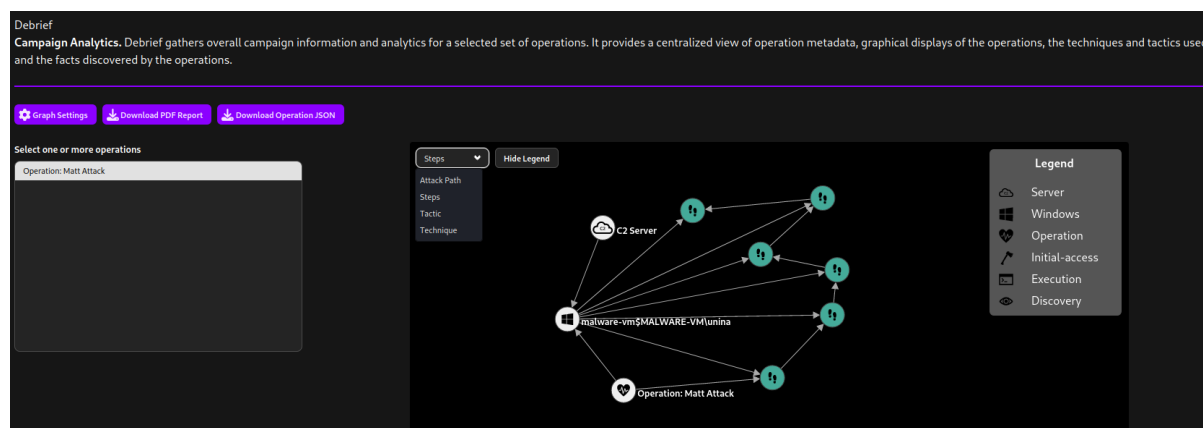 Debrief
Campaign Analytics. Debrief gathers overall campaign information and analytics for a selected set of operations. It provides a centralized view of operation metadata, graphical displays of the operations, the techniques and tactics used
and the facts discovered by the operations.
Graph Settings
Download PDF Report
Download Operation JSON
Select one or more operations
Operation: Matt Attack
Steps
Hide Legend
Attack Path
Steps
Tactic
Technique
C2 Server
malware-vm$MALWARE-VM\unina
Operation: Matt Attack
Legend
Server
Windows
Operation
Initial-access
Execution
Discovery